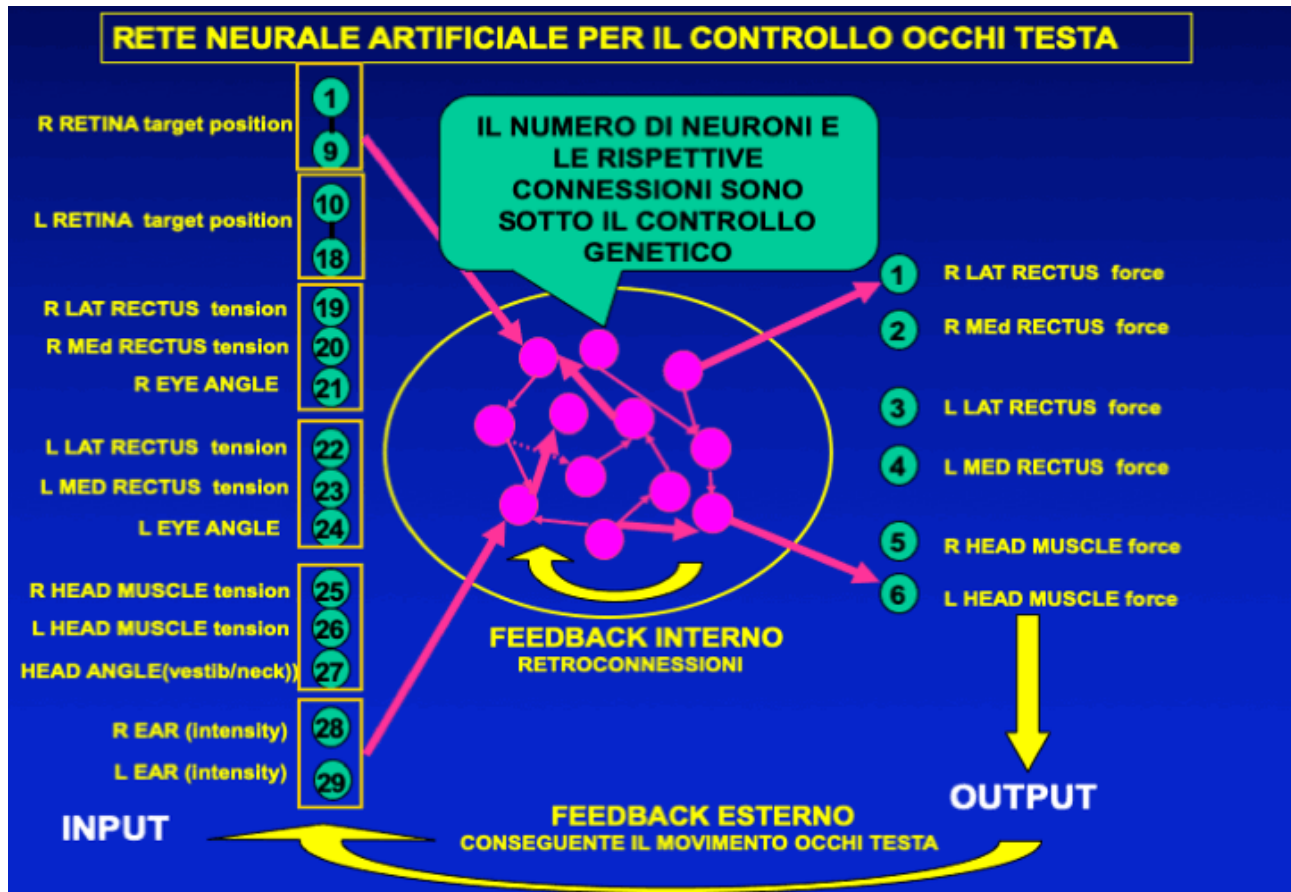 RETE NEURALE ARTIFICIALE PER IL CONTROLLO OCCHI TESTA
R RETINA target position
1
9
L RETINA target position
10
18
R LAT RECTUS tension
19
R MEd RECTUS tension
20
R EYE ANGLE
21
L LAT RECTUS tension
22
L MED RECTUS tension
23
L EYE ANGLE
24
R HEAD MUSCLE tension
25
L HEAD MUSCLE tension
26
HEAD ANGLE(vestib/neck))
27
R EAR (intensity)
28
L EAR (intensity)
29
INPUT
IL NUMERO DI NEURONI E
LE RISPETTIVE
CONNESSIONI SONO
SOTTO IL CONTROLLO
GENETICO
FEEDBACK INTERNO
RETROCONNESSIONI
1 R LAT RECTUS force
2 R MEd RECTUS force
3 L LAT RECTUS force
4 L MED RECTUS force
5 R HEAD MUSCLE force
6 L HEAD MUSCLE force
OUTPUT
FEEDBACK ESTERNO
CONSEGUENTE IL MOVIMENTO OCCHI TESTA